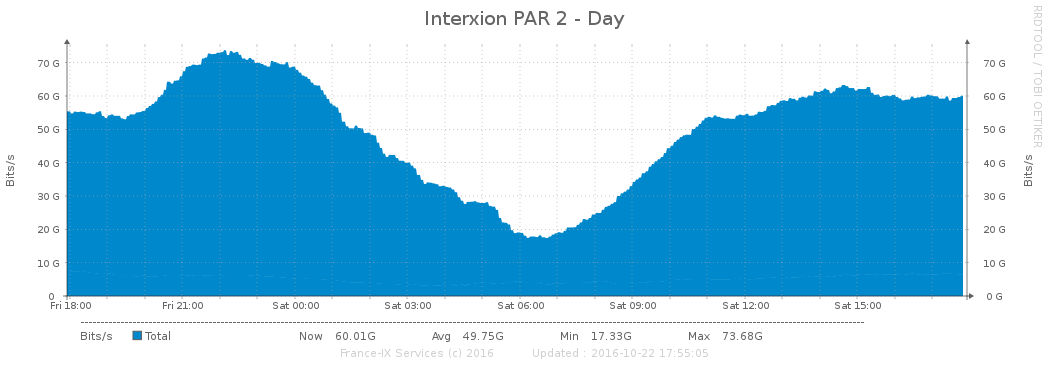 Interxion PAR 2 - Day
RRDTOOL / TOBI OETIKER
Bits/s
70 G
60 G
50 G
40 G
30 G
20 G
10 G
0
70 G
60 G
50 G
40 G
30 G
20 G
10 G
0 G
Bits/s
Fri 18:00 Fri 21:00 Sat 00:00 Sat 03:00 Sat 06:00 Sat 09:00 Sat 12:00 Sat 15:00
Bits/s Total Now 60.01G Avg 49.75G Min 17.33G Max 73.68G
France-IX Services (c) 2016 Updated : 2016-10-22 17:55:05